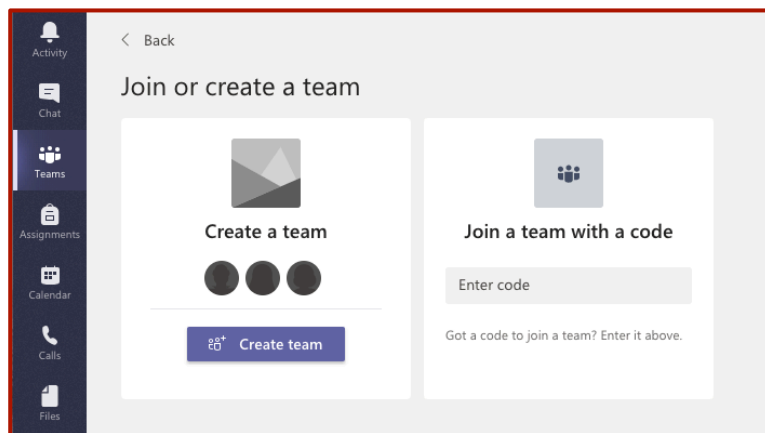 Activity
Chat
Teams
Assignments
Calendar
Calls
Files
Back
Join or create a team
Create a team
Create team
Join a team with a code
Enter code
Got a code to join a team? Enter it above.